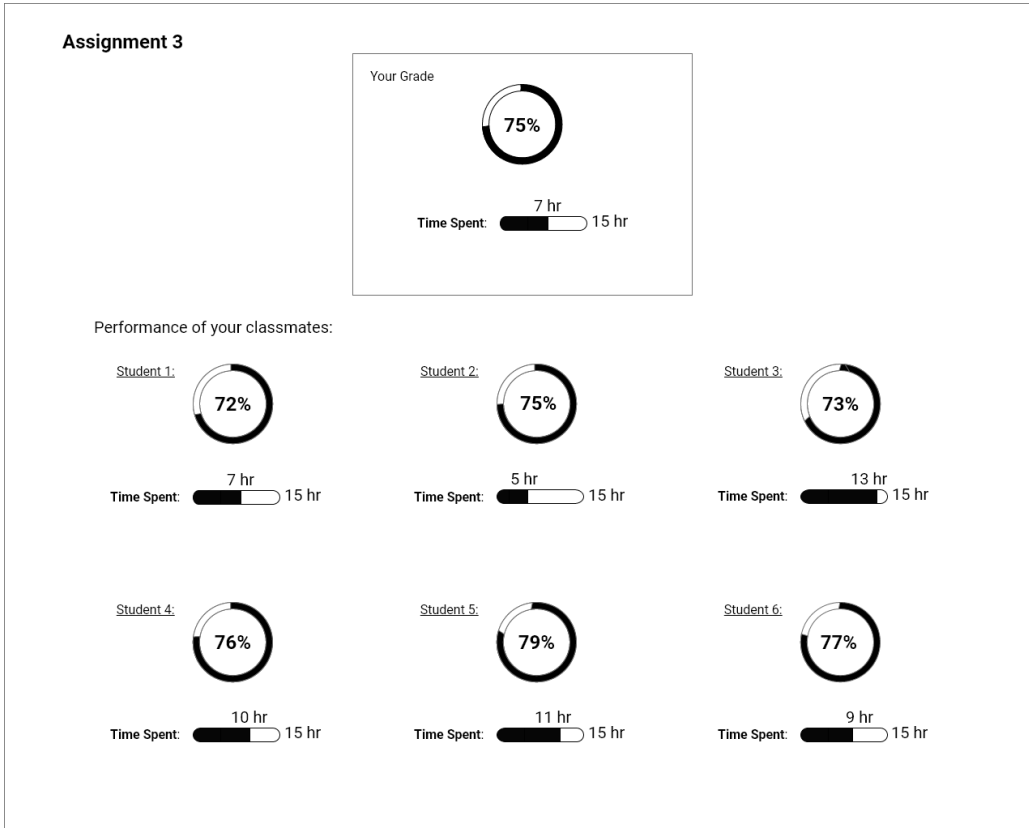 Assignment 3
Your Grade
75%
7 hr
Time Spent: 15 hr
Performance of your classmates:
Student 1: 72%
7 hr
Time Spent: 15 hr
Student 2: 75%
5 hr
Time Spent: 15 hr
Student 3: 73%
13 hr
Time Spent: 15 hr
Student 4: 76%
10 hr
Time Spent: 15 hr
Student 5: 79%
11 hr
Time Spent: 15 hr
Student 6: 77%
9 hr
Time Spent: 15 hr